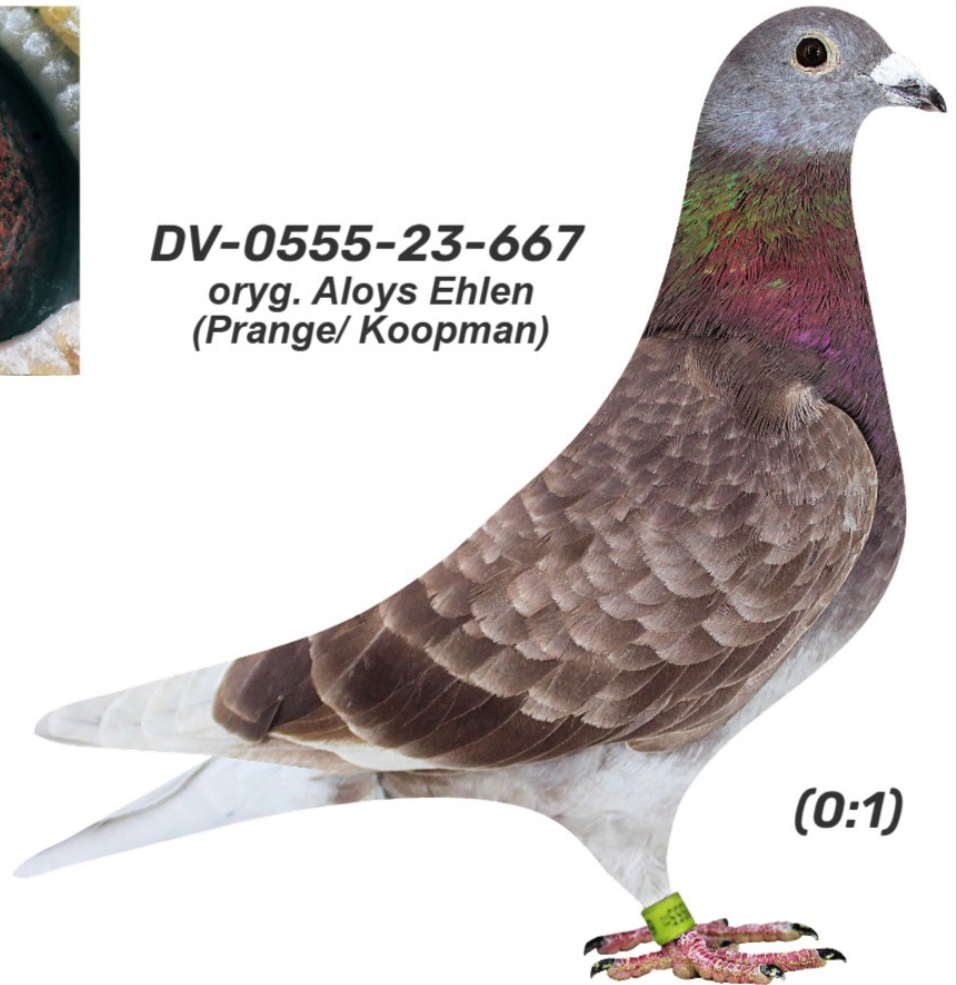 DV-0555-23-667
oryg. Aloys Ehlen
(Prange/ Koopman)
(0:1)